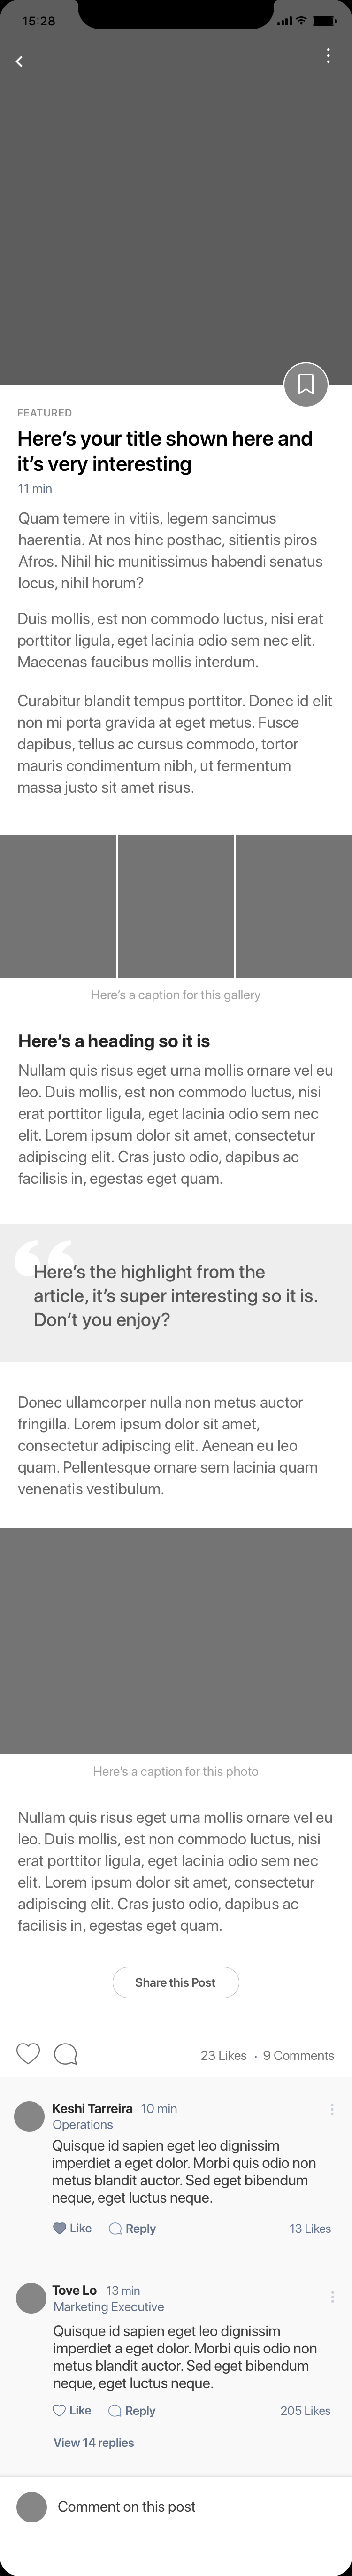 15:28
FEATURED
Here’s your title shown here and
it’s very interesting
11 min
Quam temere in vitiis, legem sancimus
haerentia. At nos hinc posthac, sitientis piros
Afros. Nihil hic munitissimus habendi senatus
locus, nihil horum?
Duis mollis, est non commodo luctus, nisi erat
porttitor ligula, eget lacinia odio sem nec elit.
Maecenas faucibus mollis interdum.
Curabitur blandit tempus porttitor. Donec id elit
non mi porta gravida at eget metus. Fusce
dapibus, tellus ac cursus commodo, tortor
mauris condimentum nibh, ut fermentum
massa justo sit amet risus.
Here’s a caption for this gallery
Here’s a heading so it is
Nullam quis risus eget urna mollis ornare vel eu
leo. Duis mollis, est non commodo luctus, nisi
erat porttitor ligula, eget lacinia odio sem nec
elit. Lorem ipsum dolor sit amet, consectetur
adipiscing elit. Cras justo odio, dapibus ac
facilisis in, egestas eget quam.
“
Here’s the highlight from the
article, it’s super interesting so it is.
Don’t you enjoy?
Donec ullamcorper nulla non metus auctor
fringilla. Lorem ipsum dolor sit amet,
consectetur adipiscing elit. Aenean eu leo
quam. Pellentesque ornare sem lacinia quam
venenatis vestibulum.
Here’s a caption for this photo
Nullam quis risus eget urna mollis ornare vel eu
leo. Duis mollis, est non commodo luctus, nisi
erat porttitor ligula, eget lacinia odio sem nec
elit. Lorem ipsum dolor sit amet, consectetur
adipiscing elit. Cras justo odio, dapibus ac
facilisis in, egestas eget quam.
Share this Post
23 Likes · 9 Comments
Keshi Tarreira 10 min
Operations
Quisque id sapien eget leo dignissim
imperdiet a eget dolor. Morbi quis odio non
metus blandit auctor. Sed eget bibendum
neque, eget luctus neque.
Like Reply 13 Likes
Tove Lo 13 min
Marketing Executive
Quisque id sapien eget leo dignissim
imperdiet a eget dolor. Morbi quis odio non
metus blandit auctor. Sed eget bibendum
neque, eget luctus neque.
Like Reply 205 Likes
View 14 replies
Comment on this post